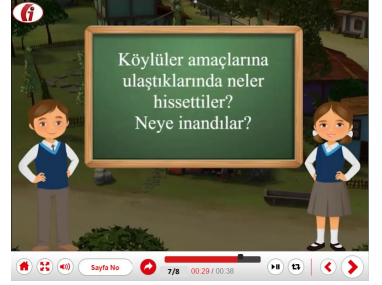 Köylüler amaçlarına
ulaştıklarında neler
hissettiler?
Neye inandılar?
Sayfa No
7/8
00:29 / 00:38